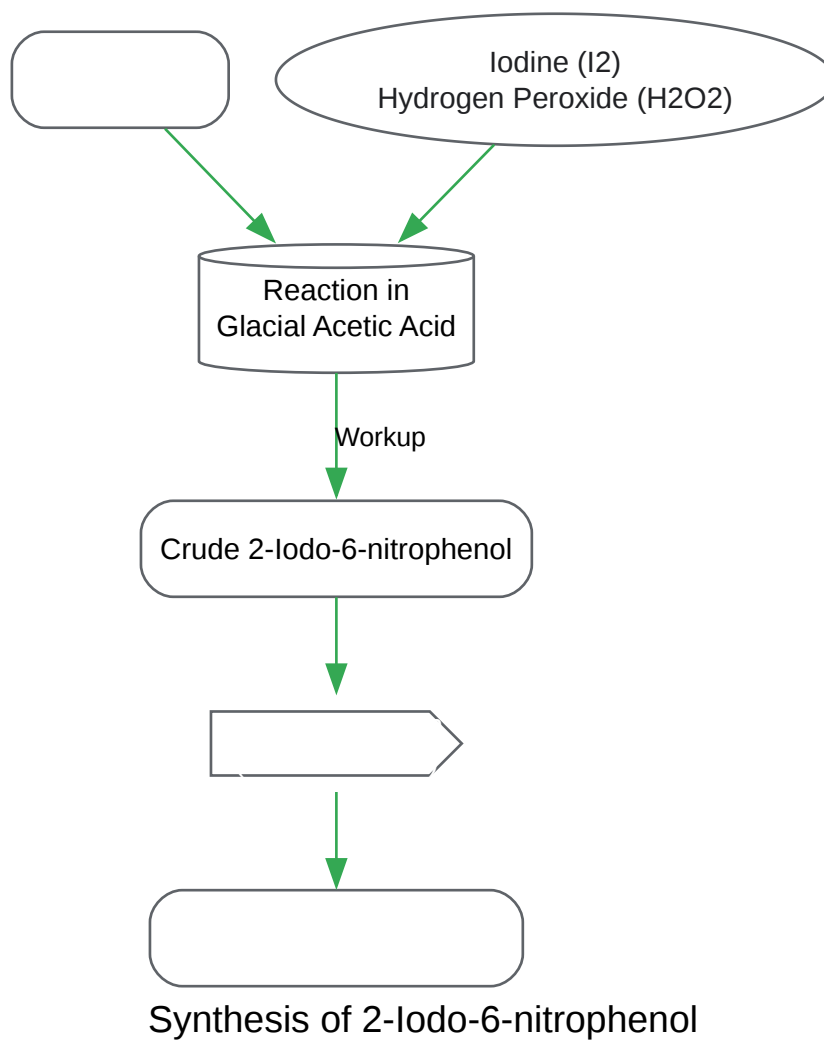 Iodine (I2)
Hydrogen Peroxide (H2O2)
Reaction in
Glacial Acetic Acid
Workup
Crude 2-Iodo-6-nitrophenol
Synthesis of 2-Iodo-6-nitrophenol